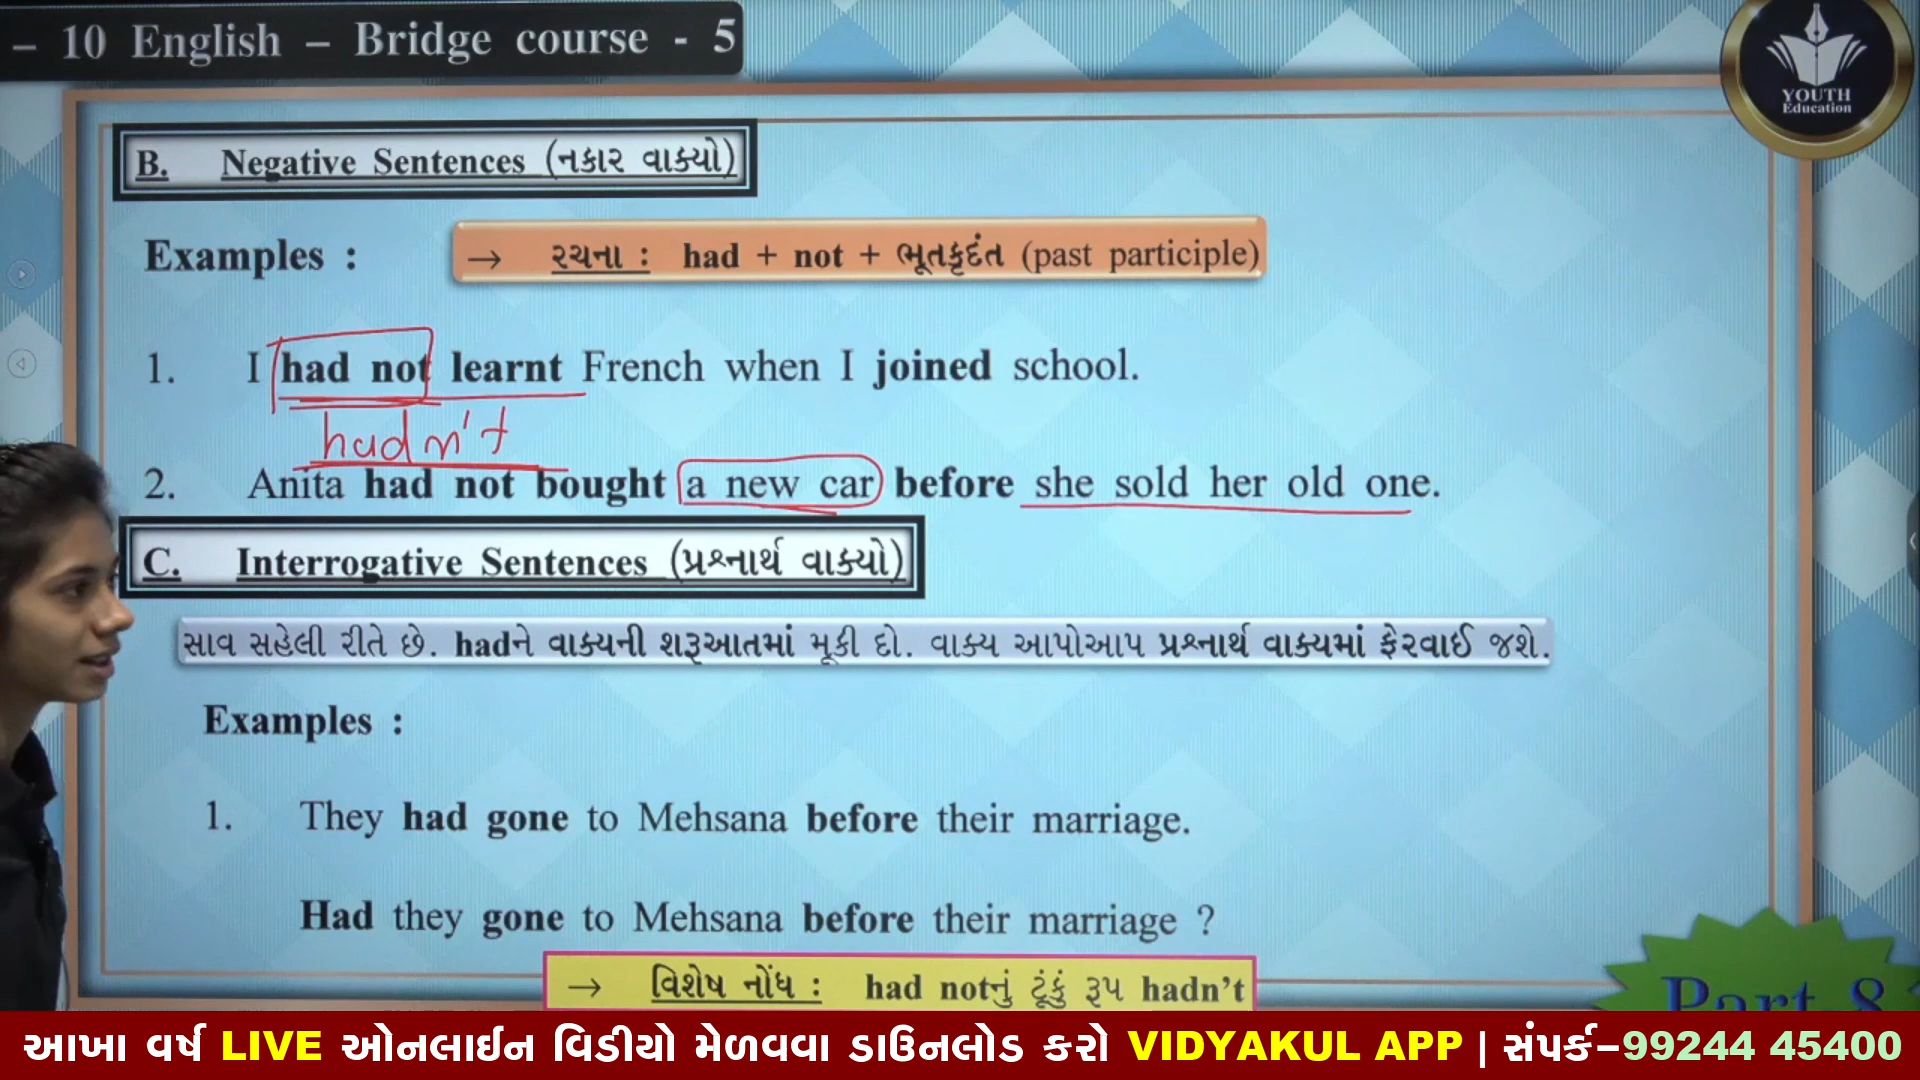 – 10 English – Bridge course - 5
YOUTH
Education
B. Negative Sentences (નકાર વાક્યો)
Examples :
→ રચના : had + not + ભૂતકૃદંત (past participle)
1. I had not learnt French when I joined school.
hadn't
2. Anita had not bought a new car before she sold her old one.
C. Interrogative Sentences (પ્રશ્નાર્થ વાક્યો)
સાવ સહેલી રીતે છે. hadને વાક્યની શરૂઆતમાં મૂકી દો. વાક્ય આપોઆપ પ્રશ્નાર્થ વાક્યમાં ફેરવાઈ જશે.
Examples :
1. They had gone to Mehsana before their marriage.
Had they gone to Mehsana before their marriage ?
→ વિશેષ નોંધ : had notનું ટૂંકું રૂપ hadn’t
Part 8
આખા વર્ષ LIVE ઓનલાઈન વિડીયો મેળવવા ડાઉનલોડ કરો VIDYAKUL APP | સંપર્ક–99244 45400